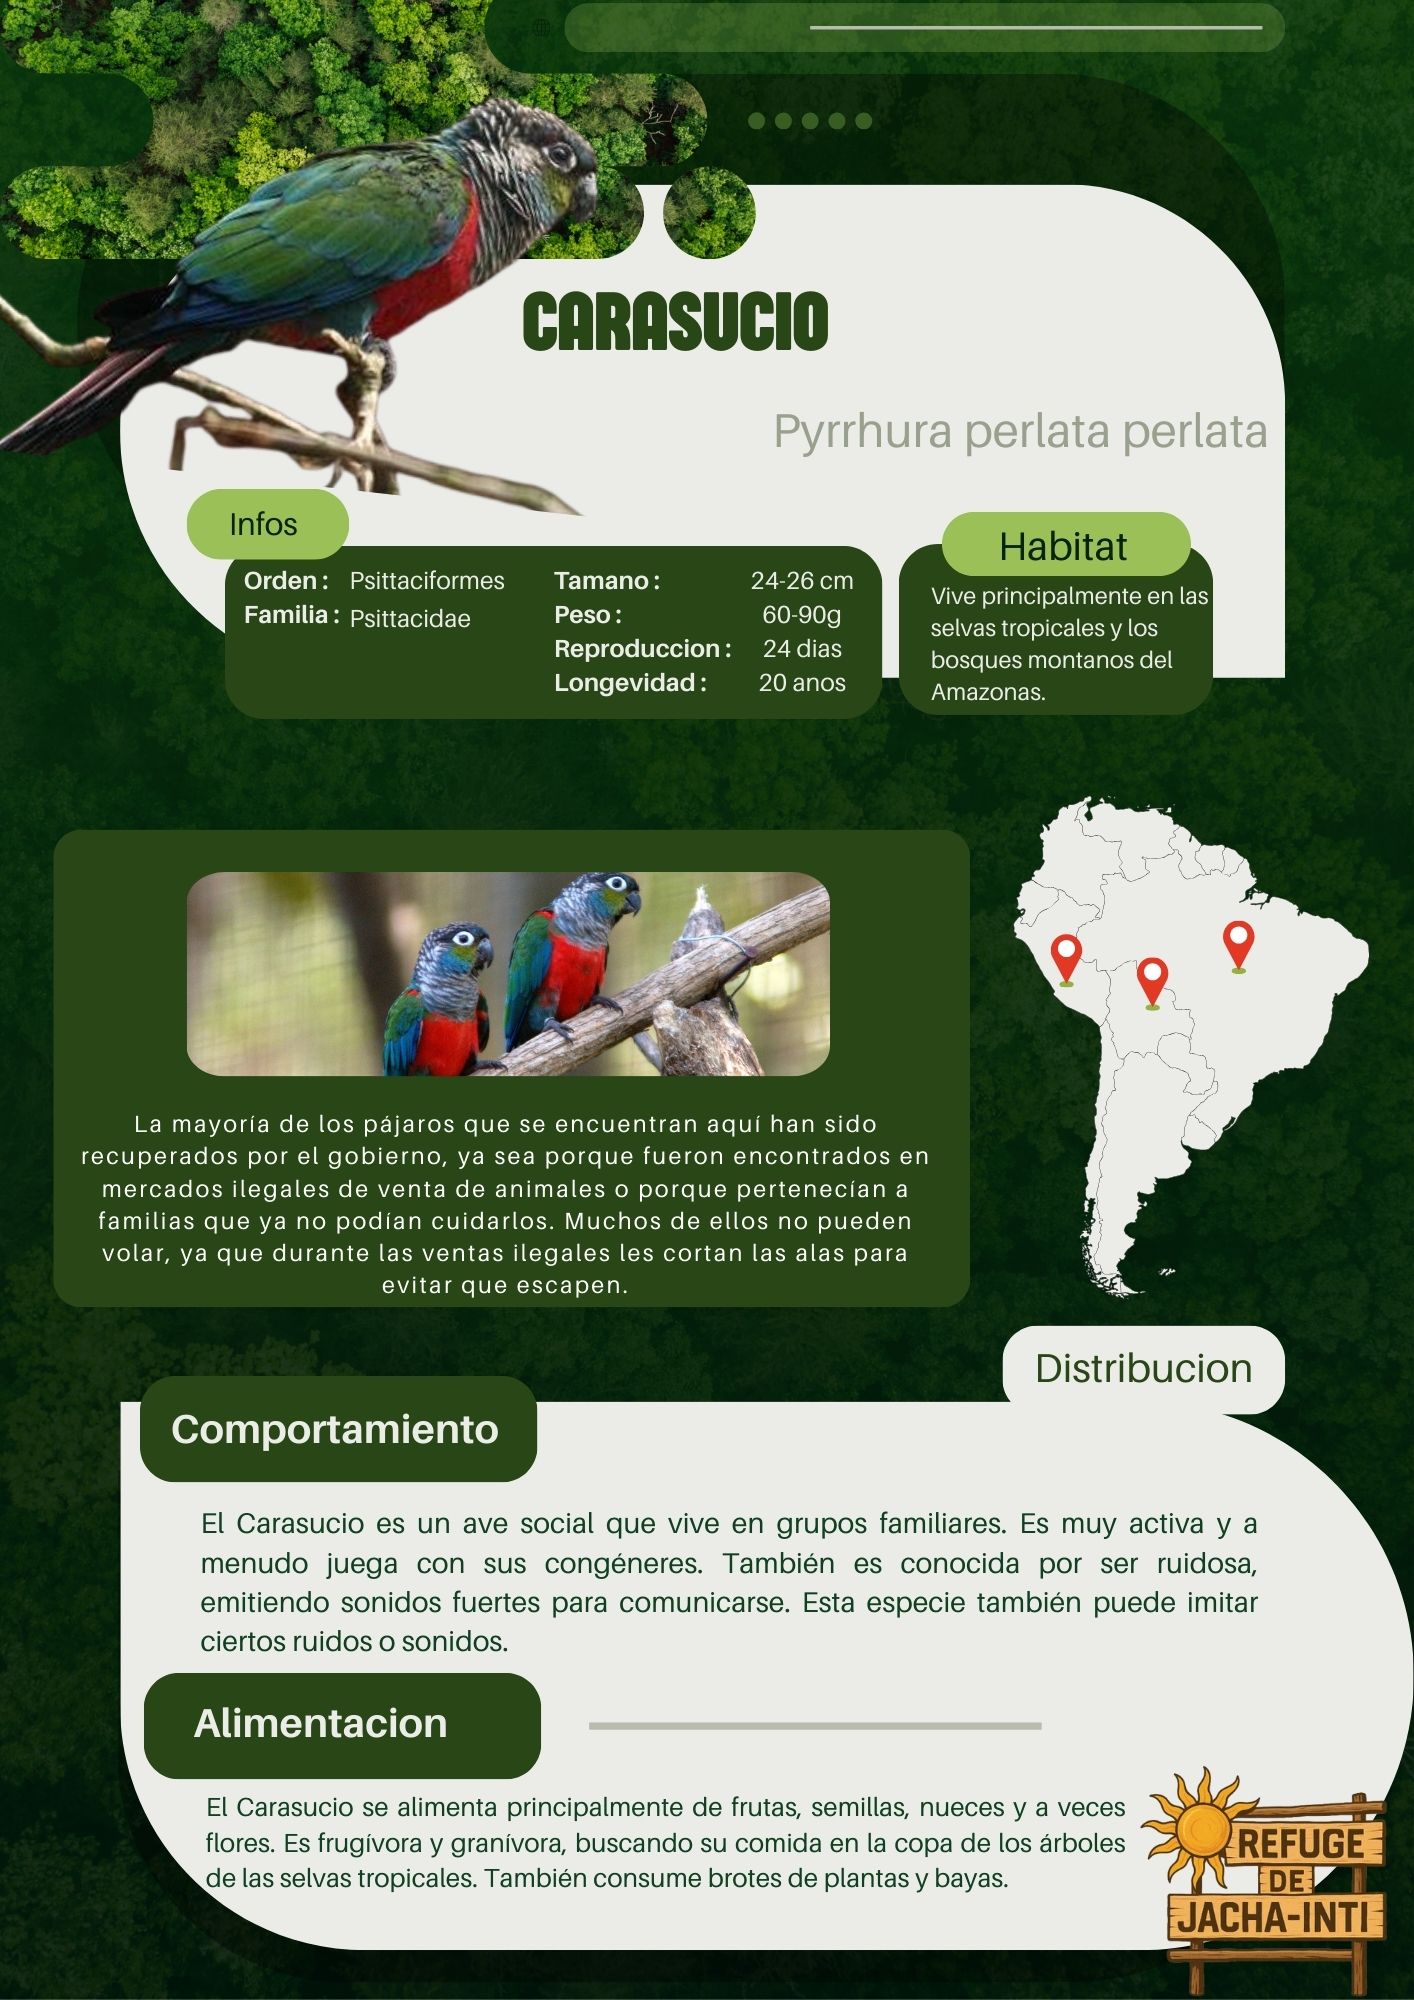 CARASUCIO
Pyrrhura perlata perlata
Infos
Orden : Psittaciformes
Familia : Psittacidae
Tamano : 24-26 cm
Peso : 60-90g
Reproduccion : 24 dias
Longevidad : 20 anos
Habitat
Vive principalmente en las
selvas tropicales y los
bosques montanos del
Amazonas.
La mayoría de los pájaros que se encuentran aquí han sido
recuperados por el gobierno, ya sea porque fueron encontrados en
mercados ilegales de venta de animales o porque pertenecían a
familias que ya no podían cuidarlos. Muchos de ellos no pueden
volar, ya que durante las ventas ilegales les cortan las alas para
evitar que escapen.
Distribucion
Comportamiento
El Carasucio es un ave social que vive en grupos familiares. Es muy activa y a
menudo juega con sus congéneres. También es conocida por ser ruidosa,
emitiendo sonidos fuertes para comunicarse. Esta especie también puede imitar
ciertos ruidos o sonidos.
Alimentacion
El Carasucio se alimenta principalmente de frutas, semillas, nueces y a veces
flores. Es frugívora y granívora, buscando su comida en la copa de los árboles
de las selvas tropicales. También consume brotes de plantas y bayas.
REFUGE
DE
JACHA-INTI